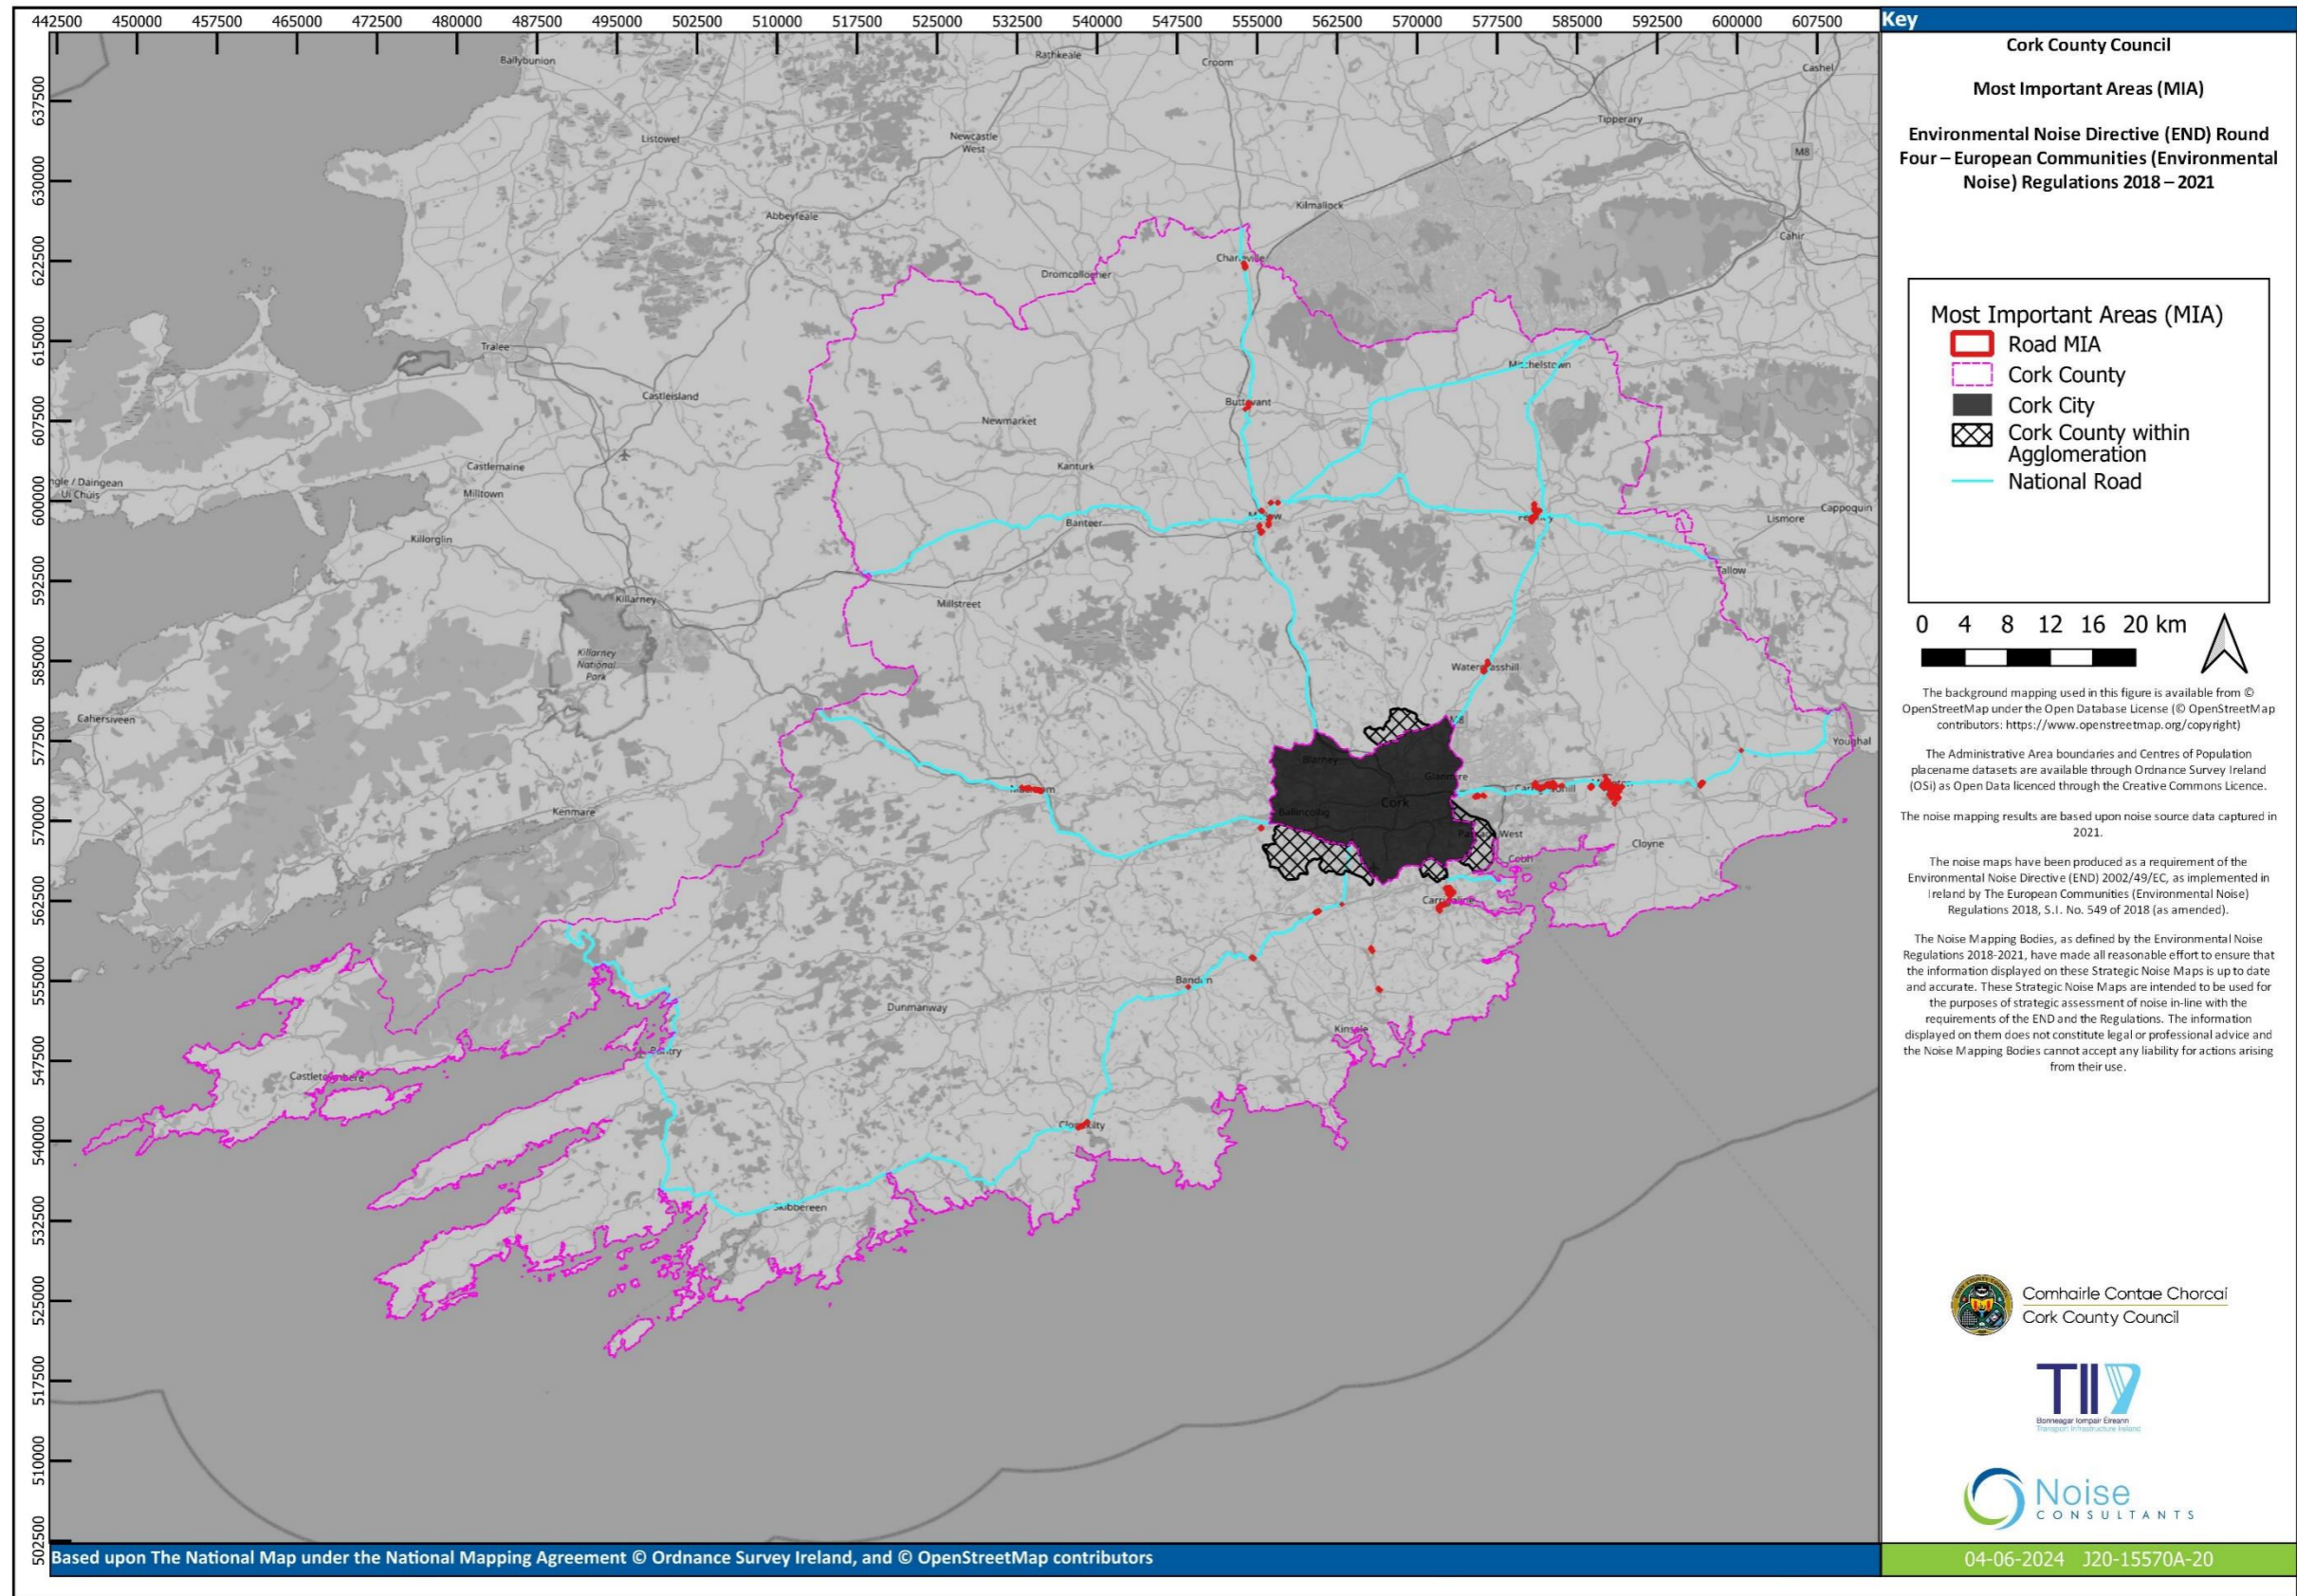 442500 450000 457500 465000 472500 480000 487500 495000 502500 510000 517500 525000 532500 540000 547500 555000 562500 570000 577500 585000 592500 600000 607500
637500
630000
622500
615000
607500
600000
592500
585000
577500
570000
562500
555000
547500
540000
532500
525000
517500
510000
502500
Ballybunion
Rathkeale
Croom
Cashel
Listowel
Newcastle
West
Tipperary
M8
Abbeyfeale
Kilmallock
Cahir
Dromcollogher
Tralee
Mitchelstown
Castleisland
Newmarket
Castlemaine
Kanturk
Uí Chúis
Milltown
Cappoquin
Lismore
Banteer
Killorglin
Tallow
Killarney
Millstreet
Killarney
National
Park
Cahersiveen
M8
Youghal
Blarney
Glanmire
Cork
Ballincollig
Kenmare
Cloyne
Cobh
Dunmanway
Kinsale
Skibbereen
Key
Cork County Council
Most Important Areas (MIA)
Environmental Noise Directive (END) Round
Four – European Communities (Environmental
Noise) Regulations 2018 – 2021
Most Important Areas (MIA)
Road MIA
Cork County
Cork City
Cork County within
Agglomeration
National Road
0 4 8 12 16 20 km
The background mapping used in this figure is available from ©
OpenStreetMap under the Open Database License (© OpenStreetMap
contributors: https://www.openstreetmap.org/copyright)
The Administrative Area boundaries and Centres of Population
placename datasets are available through Ordnance Survey Ireland
(OSi) as Open Data licenced through the Creative Commons Licence.
The noise mapping results are based upon noise source data captured in
2021.
The noise maps have been produced as a requirement of the
Environmental Noise Directive (END) 2002/49/EC, as implemented in
Ireland by The European Communities (Environmental Noise)
Regulations 2018, S.I. No. 549 of 2018 (as amended).
The Noise Mapping Bodies, as defined by the Environmental Noise
Regulations 2018-2021, have made all reasonable effort to ensure that
the information displayed on these Strategic Noise Maps is up to date
and accurate. These Strategic Noise Maps are intended to be used for
the purposes of strategic assessment of noise in-line with the
requirements of the END and the Regulations. The information
displayed on them does not constitute legal or professional advice and
the Noise Mapping Bodies cannot accept any liability for actions arising
from their use.
Comhairle Contae Chorcaí
Cork County Council
TII
Bonneagar Iompair Éireann
Transport Infrastructure Ireland
Noise
CONSULTANTS
Based upon The National Map under the National Mapping Agreement © Ordnance Survey Ireland, and © OpenStreetMap contributors
04-06-2024 J20-15570A-20